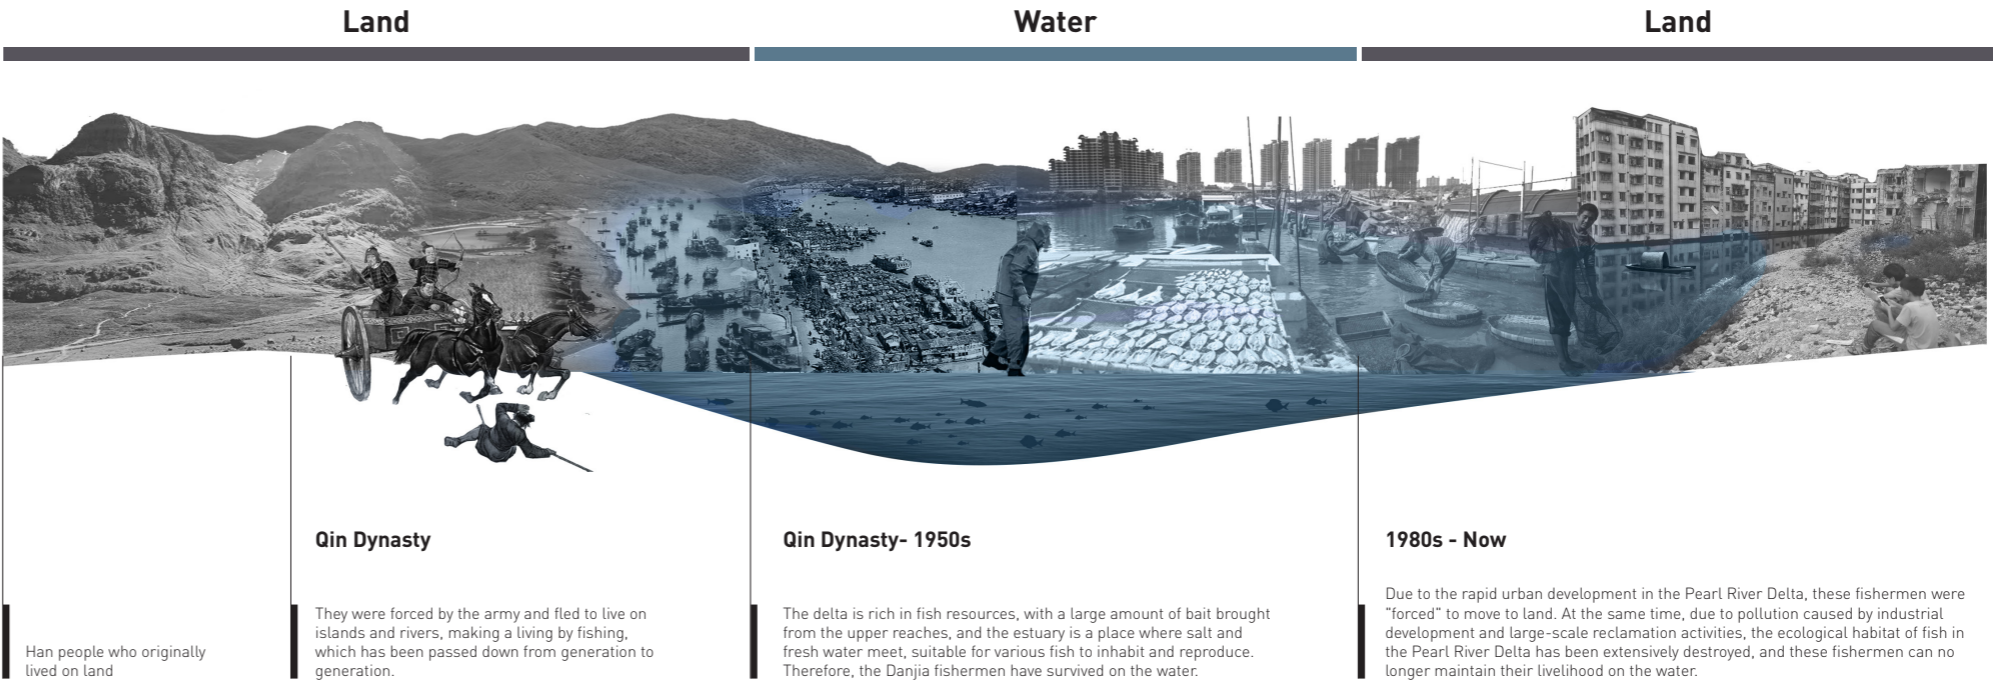 Land
Water
Land
Han people who originally
lived on land
Qin Dynasty
They were forced by the army and fled to live on
islands and rivers, making a living by fishing,
which has been passed down from generation to
generation.
Qin Dynasty- 1950s
The delta is rich in fish resources, with a large amount of bait brought
from the upper reaches, and the estuary is a place where salt and
fresh water meet, suitable for various fish to inhabit and reproduce.
Therefore, the Danjia fishermen have survived on the water.
1980s - Now
Due to the rapid urban development in the Pearl River Delta, these fishermen were
"forced" to move to land. At the same time, due to pollution caused by industrial
development and large-scale reclamation activities, the ecological habitat of fish in
the Pearl River Delta has been extensively destroyed, and these fishermen can no
longer maintain their livelihood on the water.